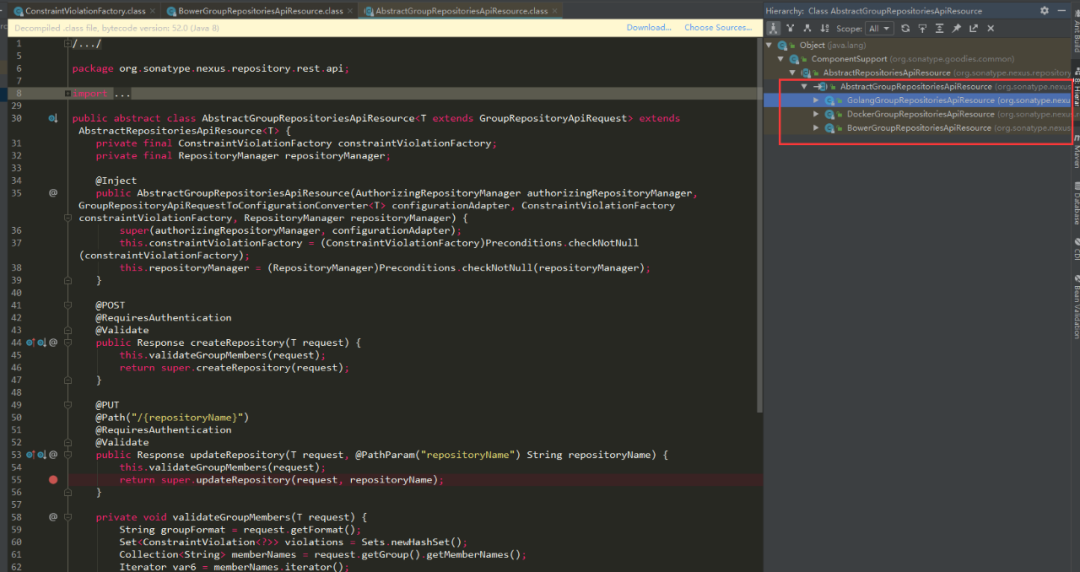 ConstraintViolationFactory.class
BowerGroupRepositoriesApiResource.class
AbstractGroupRepositoriesApiResource.class
Decompiled .class file, bytecode version: 52.0 (Java 8)
Download...
Choose Sources...
1 /.../
5
6 package org.sonatype.nexus.repository.rest.api;
7
8 import ...
29
30 public abstract class AbstractGroupRepositoriesApiResource<T extends GroupRepositoryApiRequest> extends
AbstractRepositoriesApiResource<T> {
31 private final ConstraintViolationFactory constraintViolationFactory;
32 private final RepositoryManager repositoryManager;
33
34 @Inject
35 @ public AbstractGroupRepositoriesApiResource(AuthorizingRepositoryManager authorizingRepositoryManager,
GroupRepositoryApiRequestToConfigurationConverter<T> configurationAdapter, ConstraintViolationFactory
constraintViolationFactory, RepositoryManager repositoryManager) {
36 super(authorizingRepositoryManager, configurationAdapter);
37 this.constraintViolationFactory = (ConstraintViolationFactory)Preconditions.checkNotNull
(constraintViolationFactory);
38 this.repositoryManager = (RepositoryManager)Preconditions.checkNotNull(repositoryManager);
39 }
40
41 @POST
42 @RequiresAuthentication
43 @Validate
44 @ public Response createRepository(T request) {
45 this.validateGroupMembers(request);
46 return super.createRepository(request);
47 }
48
49 @PUT
50 @Path("/{repositoryName}")
51 @RequiresAuthentication
52 @Validate
53 @ public Response updateRepository(T request, @PathParam("repositoryName") String repositoryName) {
54 this.validateGroupMembers(request);
55 return super.updateRepository(request, repositoryName);
56 }
57
58 @ private void validateGroupMembers(T request) {
59 String groupFormat = request.getFormat();
60 Set<ConstraintViolation<?>> violations = Sets.newHashSet();
61 Collection<String> memberNames = request.getGroup().getMemberNames();
62 Iterator var6 = memberNames.iterator();
Hierarchy: Class AbstractGroupRepositoriesApiResource
Scope: All
Object (java.lang)
ComponentSupport (org.sonatype.goodies.common)
AbstractRepositoriesApiResource (org.sonatype.nexus.repository
AbstractGroupRepositoriesApiResource (org.sonatype.nexus
GolangGroupRepositoriesApiResource (org.sonatype.nexus
DockerGroupRepositoriesApiResource (org.sonatype.nexus
BowerGroupRepositoriesApiResource (org.sonatype.nexus
Ant Build
Maven
Database
CDI
Bean Validation